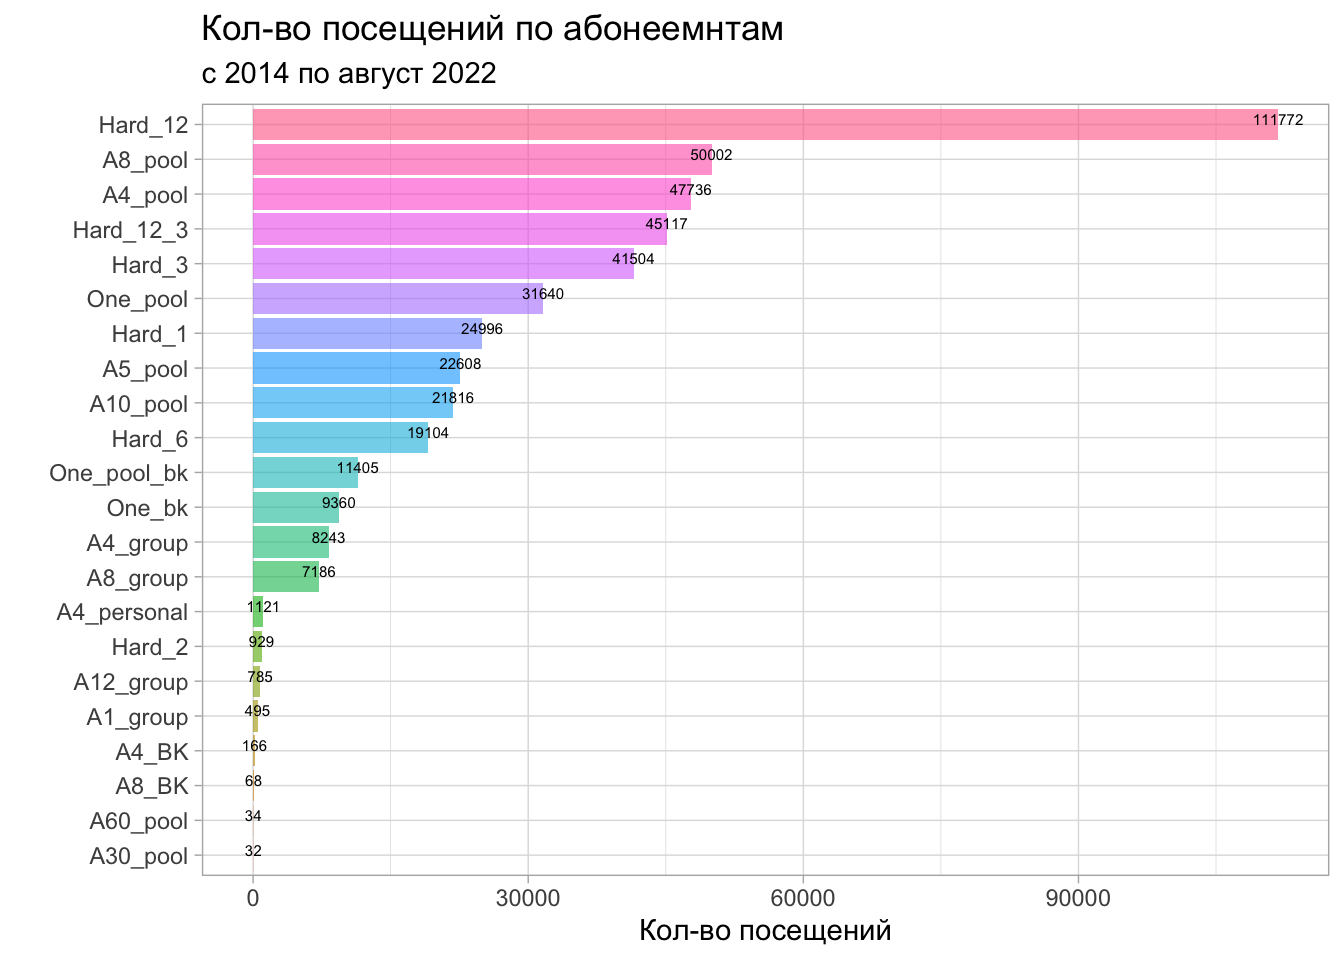 Кол-во посещений по абонеемнтам
с 2014 по август 2022
Hard_12 111772
A8_pool 50002
A4_pool 47736
Hard_12_3 45117
Hard_3 41504
One_pool 31640
Hard_1 24996
A5_pool 22608
A10_pool 21816
Hard_6 19104
One_pool_bk 11405
One_bk 9360
A4_group 8243
A8_group 7186
A4_personal 1121
Hard_2 929
A12_group 785
A1_group 495
A4_BK 166
A8_BK 68
A60_pool 34
A30_pool 32
0 30000 60000 90000
Кол-во посещений